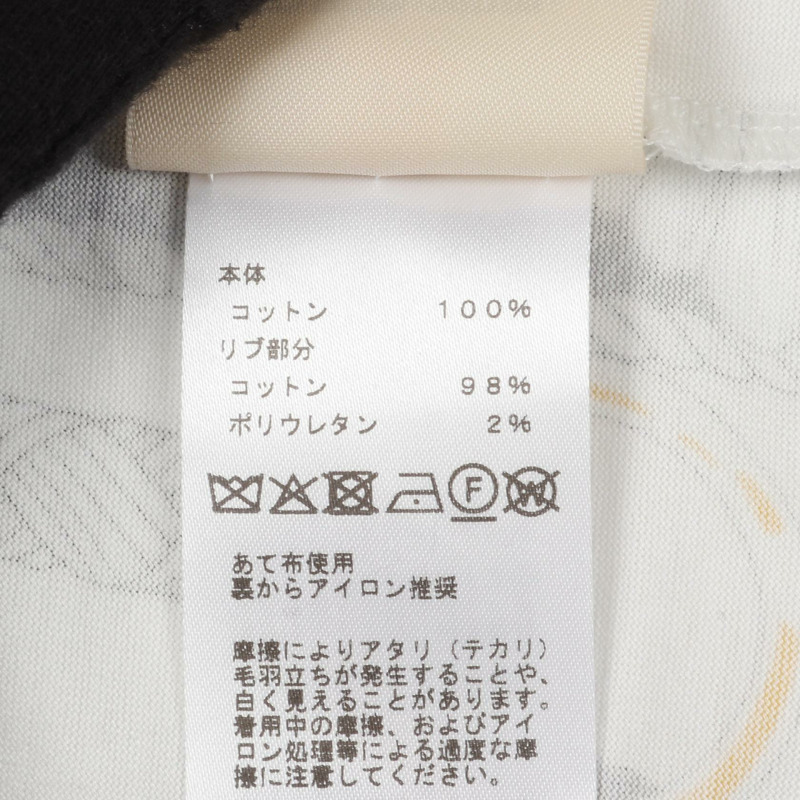 本体
コットン 100%
リブ部分
コットン 98%
ポリウレタン 2%
F W
あて布使用
裏からアイロン推奨
摩擦によりアタリ（テカリ）
毛羽立ちが発生することや、
白く見えることがあります。
着用中の摩擦、およびアイ
ロン処理等による過度な摩
擦に注意してください。